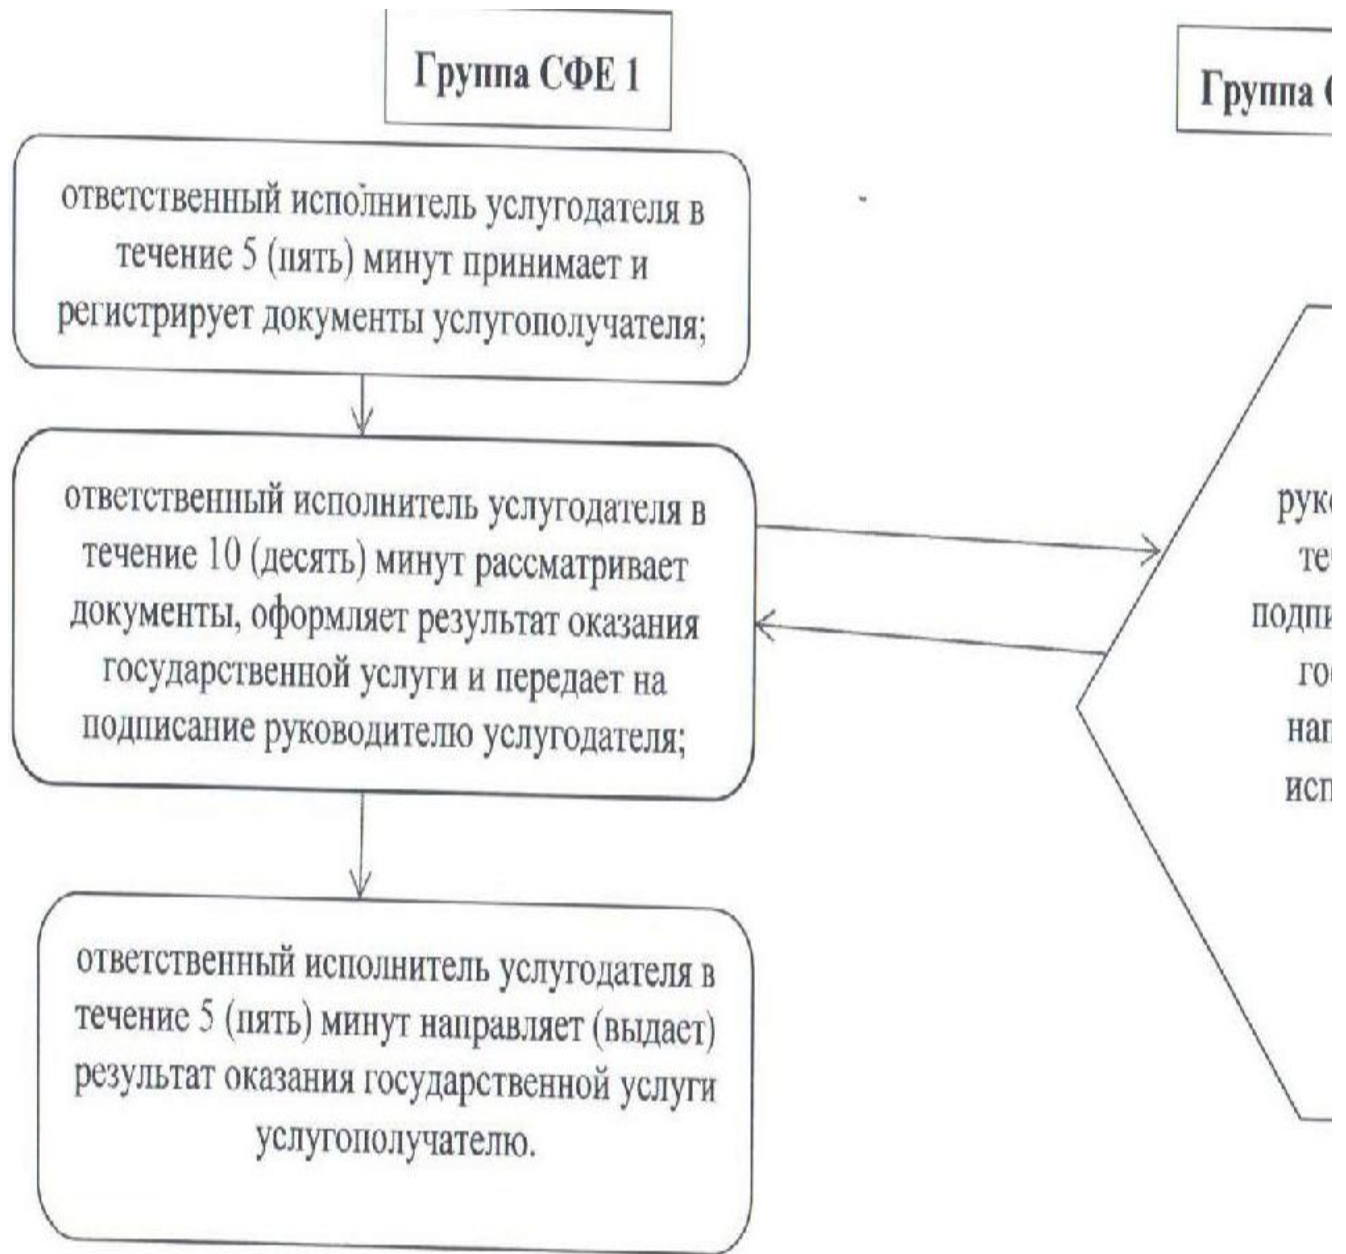 Группа СФЕ 1
Группа
ответственный исполнитель услугодателя в
течение 5 (пять) минут принимает и
регистрирует документы услугополучателя;
ответственный исполнитель услугодателя в
течение 10 (десять) минут рассматривает
документы, оформляет результат оказания
государственной услуги и передает на
подписание руководителю услугодателя;
ответственный исполнитель услугодателя в
течение 5 (пять) минут направляет (выдает)
результат оказания государственной услуги
услугополучателю.